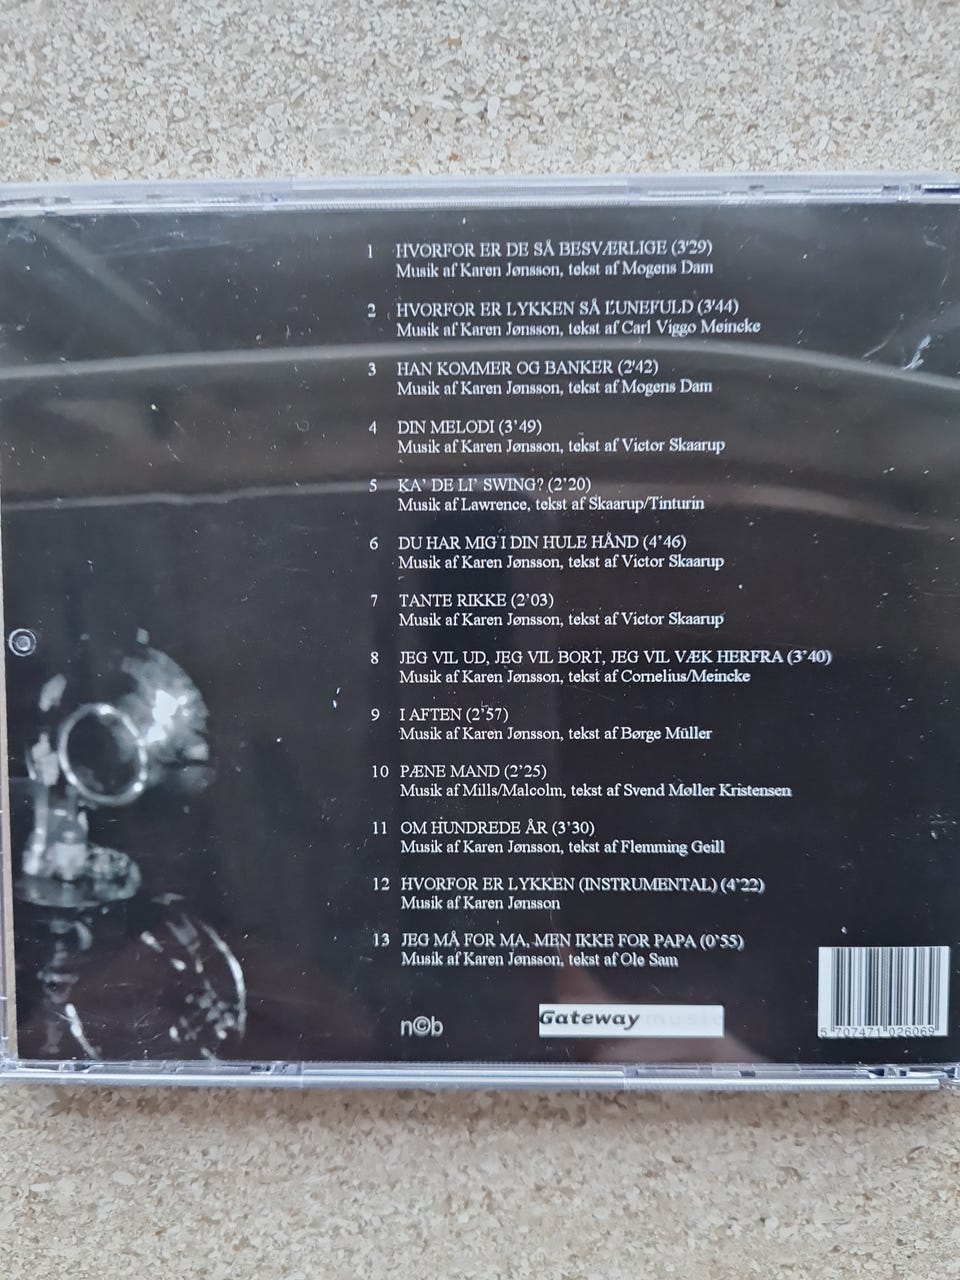 1 HVORFOR ER DE SÅ BESVÆRLIGE (3'29)
Musik af Karen Jønsson, tekst af Mogens Dam
2 HVORFOR ER LYKKEN SÅ LUNEFULD (3'44)
Musik af Karen Jønsson, tekst af Carl Viggo Meincke
3 HAN KOMMER OG BANKER (2'42)
Musik af Karen Jønsson, tekst af Mogens Dam
4 DIN MELODI (3'49)
Musik af Karen Jønsson, tekst af Victor Skaarup
5 KA' DE LI' SWING? (2'20)
Musik af Lawrence, tekst af Skaarup/Tinturin
6 DU HAR MIG I DIN HULE HÅND (4'46)
Musik af Karen Jønsson, tekst af Victor Skaarup
7 TANTE RIKKE (2'03)
Musik af Karen Jønsson, tekst af Victor Skaarup
8 JEG VIL UD, JEG VIL BORT, JEG VIL VÆK HERFRA (3'40)
Musik af Karen Jønsson, tekst af Cornelius/Meincke
9 I AFTEN (2'57)
Musik af Karen Jønsson, tekst af Børge Müller
10 PÆNE MAND (2'25)
Musik af Mills/Malcolm, tekst af Svend Møller Kristensen
11 OM HUNDREDE ÅR (3'30)
Musik af Karen Jønsson, tekst af Flemming Geill
12 HVORFOR ER LYKKEN (INSTRUMENTAL) (4'22)
Musik af Karen Jønsson
13 JEG MÅ FOR MA, MEN IKKE FOR PAPA (0'55)
Musik af Karen Jønsson, tekst af Ole Sam
n©b
Gateway music
5 707471 026069